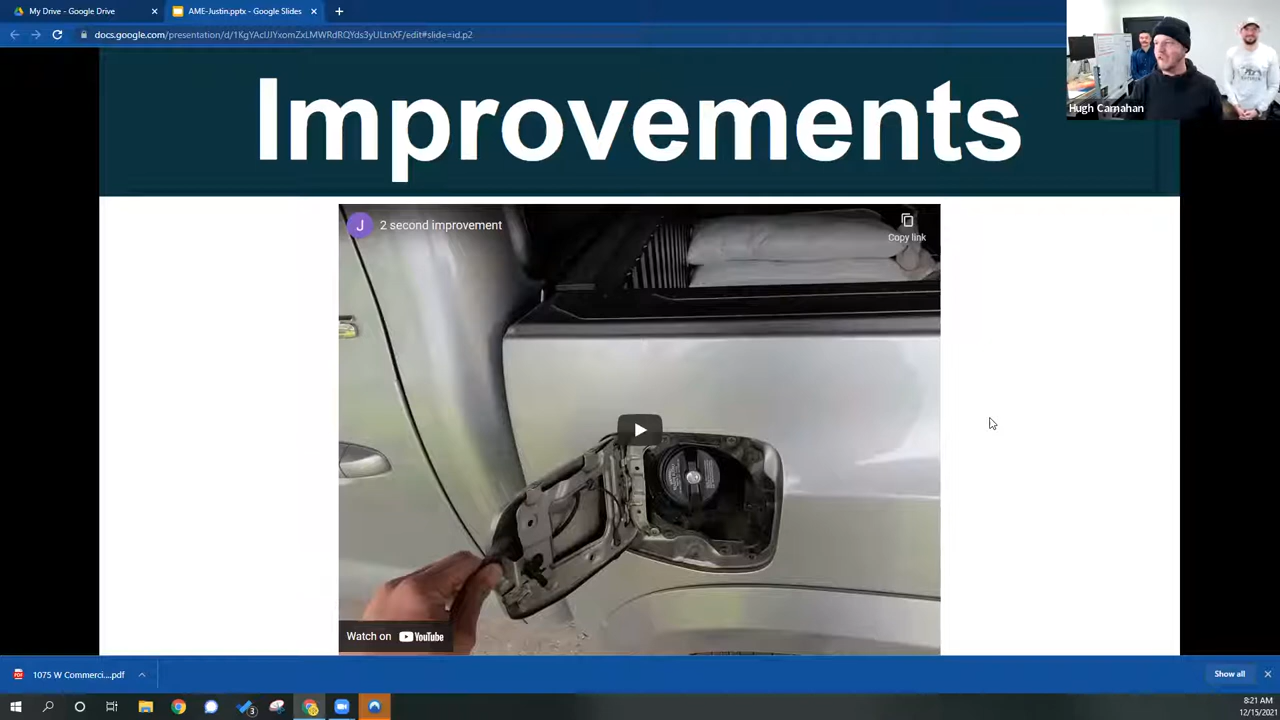 My Drive - Google Drive
AME-Justin.pptx - Google Slides
docs.google.com/presentation/d/1KgYAcIJJYxomZxLMWRdRQYds3yULtnXF/edit#slide=id.p2
Hugh Carnahan
Improvements
J
2 second improvement
Copy link
Watch on YouTube
1075 W Commerci....pdf
Show all
3
8:21 AM
12/15/2021